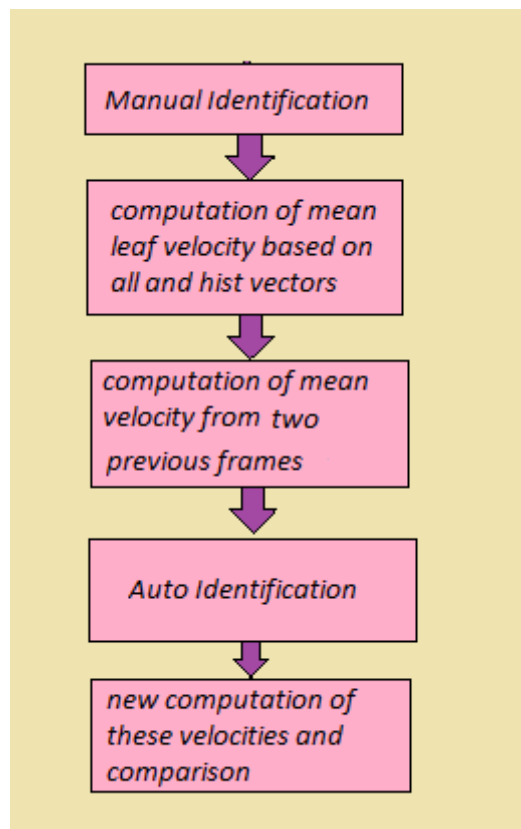 Manual Identification
computation of mean
leaf velocity based on
all and hist vectors
computation of mean
velocity from two
previous frames
Auto Identification
new computation of
these velocities and
comparison